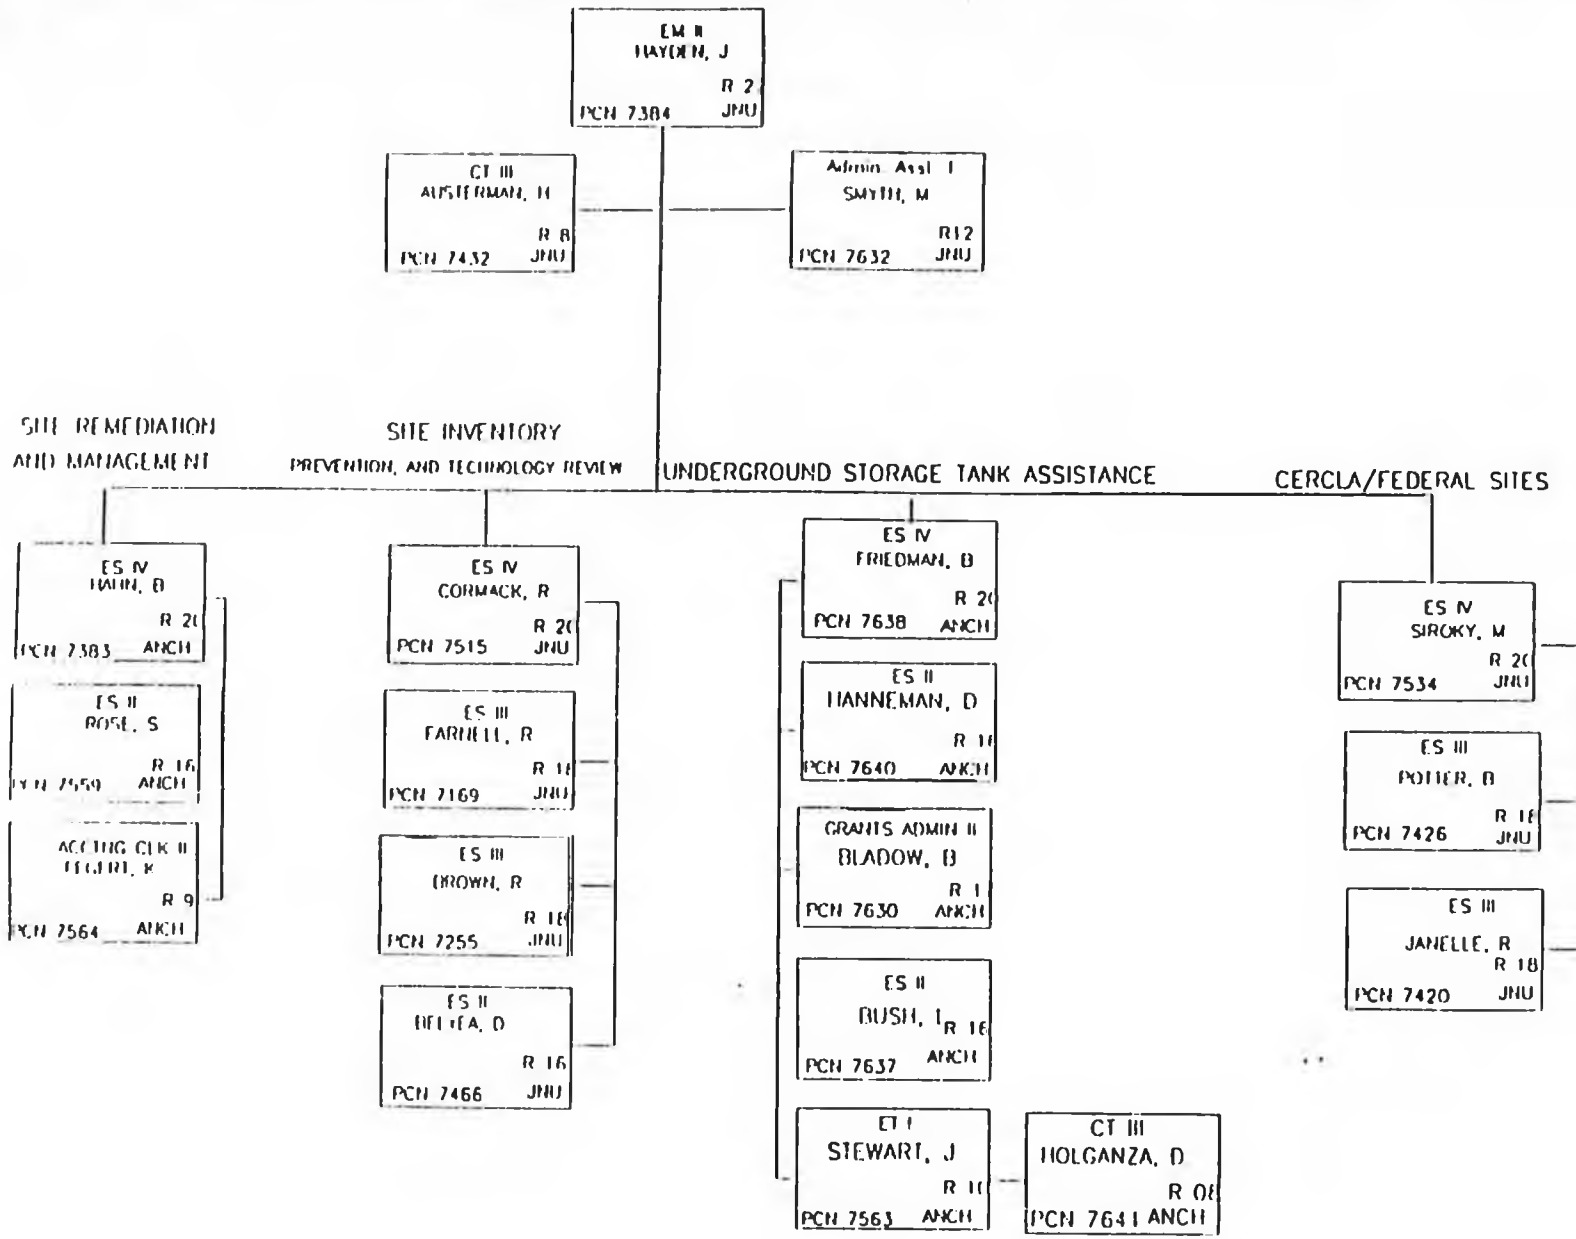 EM II
HAYDEN, J
R 2
PCN 7384 JNU
CT III
AUSTERMAN, H
R 8
PCN 7432 JNU
Admin. Asst. I
SMYTH, M
R12
PCN 7632 JNU
SITE REMEDIATION
AND MANAGEMENT
SITE INVENTORY
PREVENTION, AND TECHNOLOGY REVIEW
UNDERGROUND STORAGE TANK ASSISTANCE
CERCLA/FEDERAL SITES
ES IV
HAHN, B
R 20
PCN 7383 ANCH
ES II
ROSE, S
R 16
PCN 7559 ANCH
ACCTNG CLK II
FEGERT, K
R 9
PCN 7564 ANCH
ES IV
CORMACK, R
R 20
PCN 7515 JNU
ES III
FARNELL, R
R 18
PCN 7169 JNU
ES III
BROWN, R
R 18
PCN 7255 JNU
ES II
BELYEA, D
R 16
PCN 7466 JNU
ES IV
FRIEDMAN, B
R 20
PCN 7638 ANCH
ES II
HANNEMAN, D
R 16
PCN 7640 ANCH
GRANTS ADMIN II
BLADOW, B
R 1
PCN 7630 ANCH
ES II
BUSH,
R 16
PCN 7637 ANCH
ET I
STEWART, J
R 10
PCN 7563 ANCH
CT III
HOLGANZA, D
R 08
PCN 7641 ANCH
ES IV
SIROKY, M
R 20
PCN 7534 JNU
ES III
POTTER, B
R 18
PCN 7426 JNU
ES III
JANELLE, R
R 18
PCN 7420 JNU